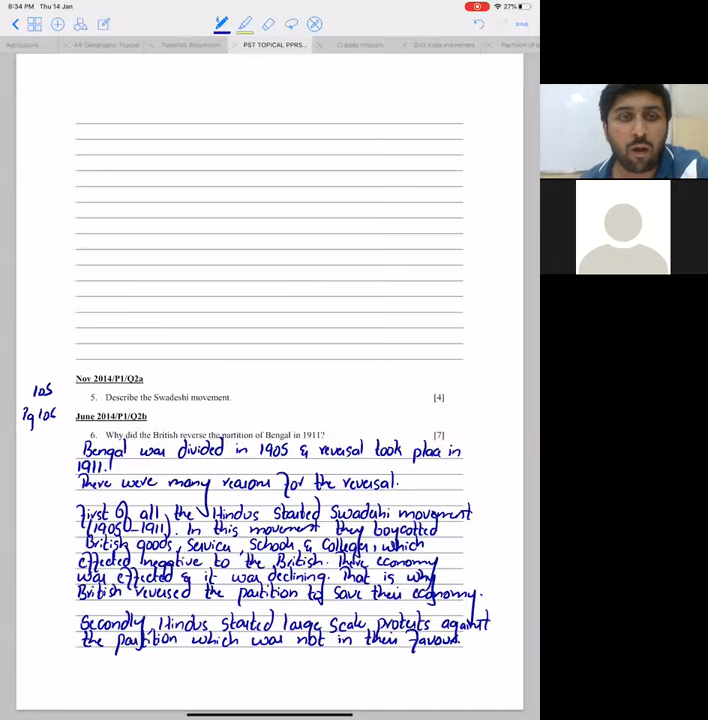 8:34 PM Thu 14 Jan
27%
PST TOPICAL PPRS...
Nov 2014/P1/Q2a
105
5. Describe the Swadeshi movement. [4]
Pg 106
June 2014/P1/Q2b
6. Why did the British reverse the partition of Bengal in 1911? [7]
Bengal was divided in 1905 & reversal took place in
1911.
There were many reasons for the reversal.
First of all, the Hindus started Swadeshi movement
(1905-1911). In this movement they boycotted
British goods, Service, Schools & Colleges, which
effected negative to the British. There economy
was effected & it was declining. That is why
British reversed the partition to save their economy.
Secondly, Hindus started large scale protests against
the partition which was not in their favour.